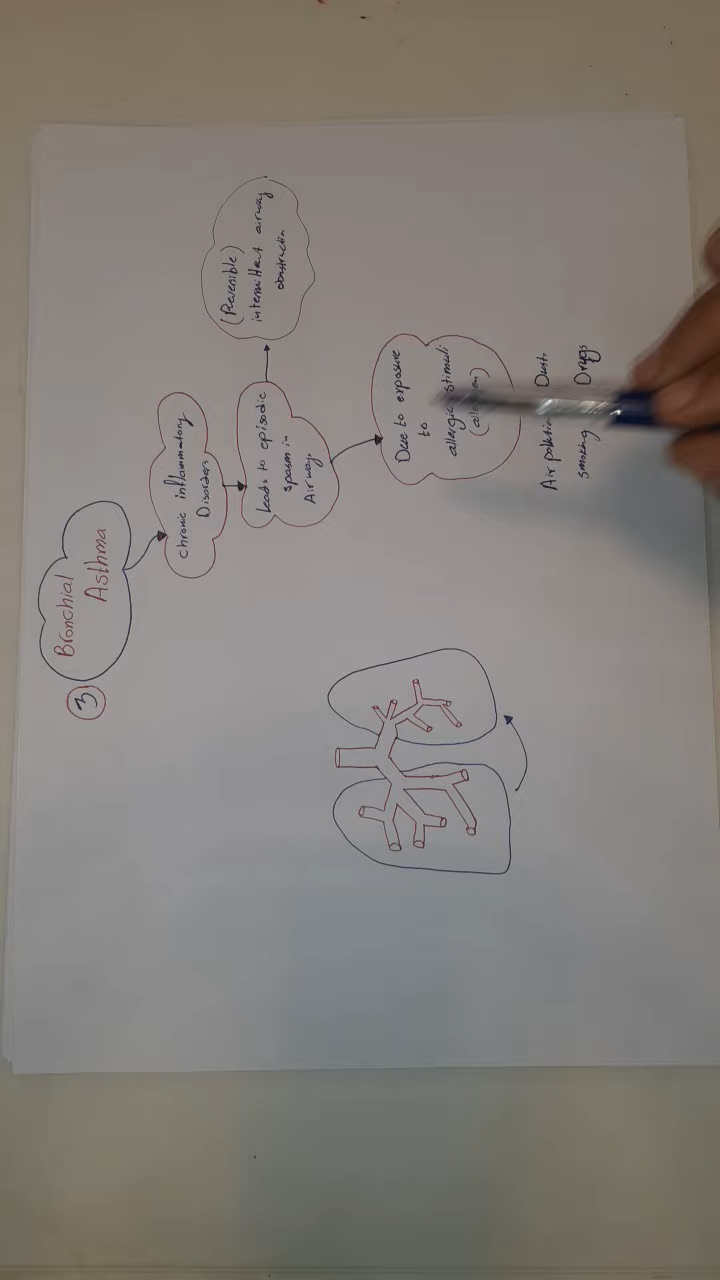 3
Bronchial
Asthma
chronic inflammatory
Disorders
leads to episodic
spasm in
Airways
(Reversible)
intermittent airway
obstruction
Due to exposure
to
allergic stimuli
Air pollution Dust
smoking Drugs